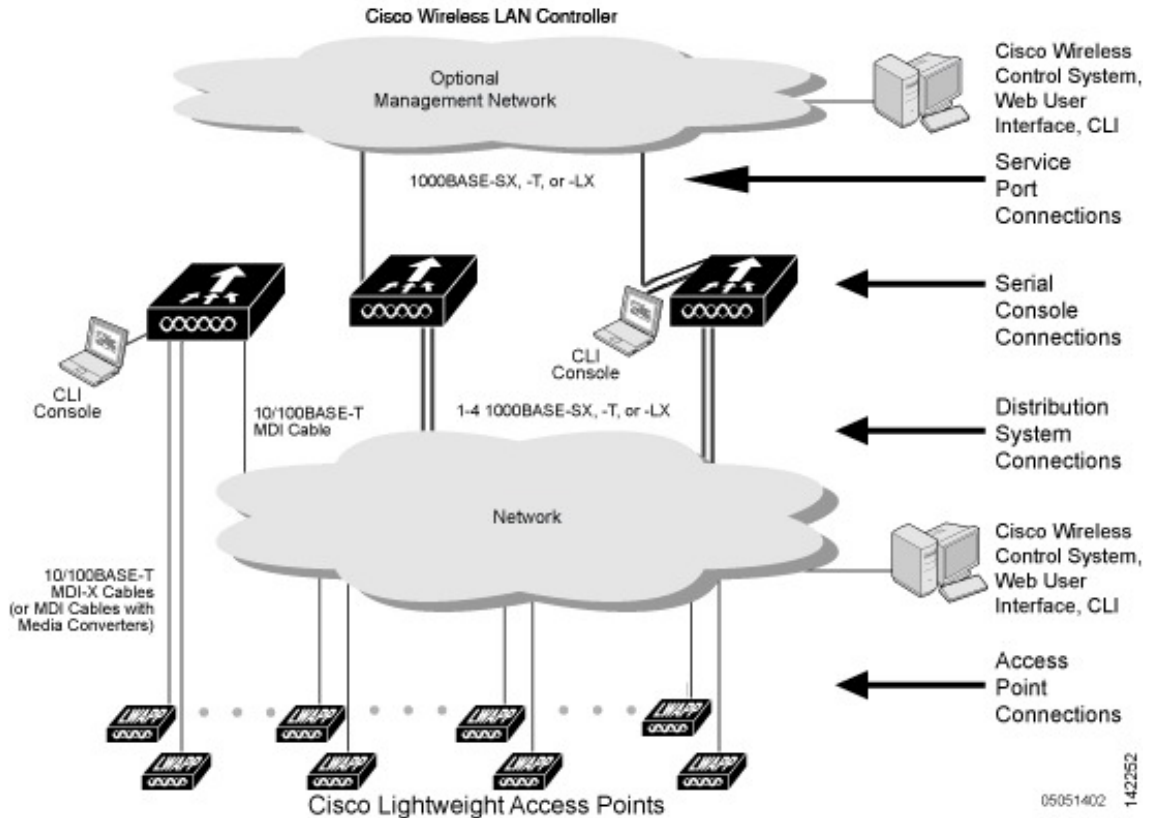 Cisco Wireless LAN Controller
Optional
Management Network
Cisco Wireless
Control System,
Web User
Interface, CLI
1000BASE-SX, -T, or -LX
Service
Port
Connections
Serial
Console
Connections
CLI
Console
CLI
Console
10/100BASE-T
MDI Cable
1-4 1000BASE-SX, -T, or -LX
Distribution
System
Connections
Network
Cisco Wireless
Control System,
Web User
Interface, CLI
10/100BASE-T
MDI-X Cables
(or MDI Cables with
Media Converters)
Access
Point
Connections
LWAPP
LWAPP
LWAPP
LWAPP
LWAPP
LWAPP
LWAPP
LWAPP
Cisco Lightweight Access Points
05051402
142252